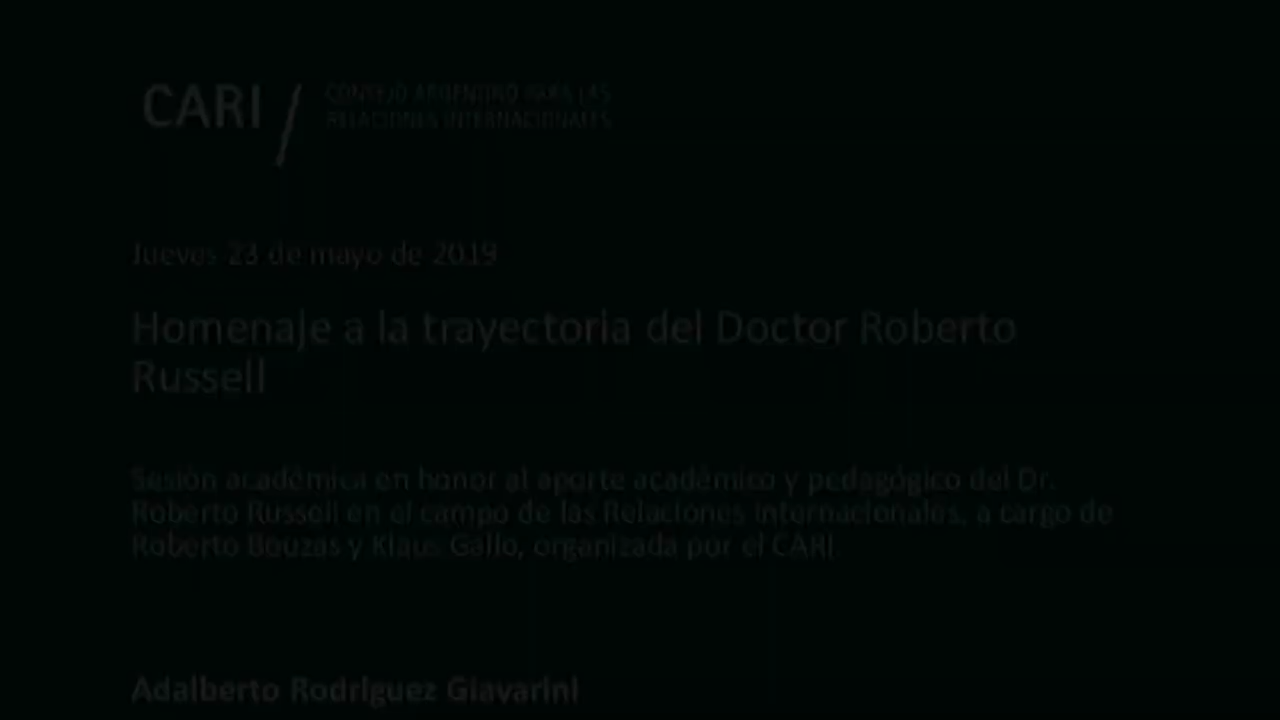 CARI
CONSEJO ARGENTINO PARA LAS
RELACIONES INTERNACIONALES
Jueves 23 de mayo de 2019
Homenaje a la trayectoria del Doctor Roberto
Russell
Sesión académica en honor al aporte académico y pedagógico del Dr.
Roberto Russell en el campo de las Relaciones Internacionales, a cargo de
Roberto Bouzas y Klaus Gallo, organizada por el CARI
Adalberto Rodríguez Giavarini